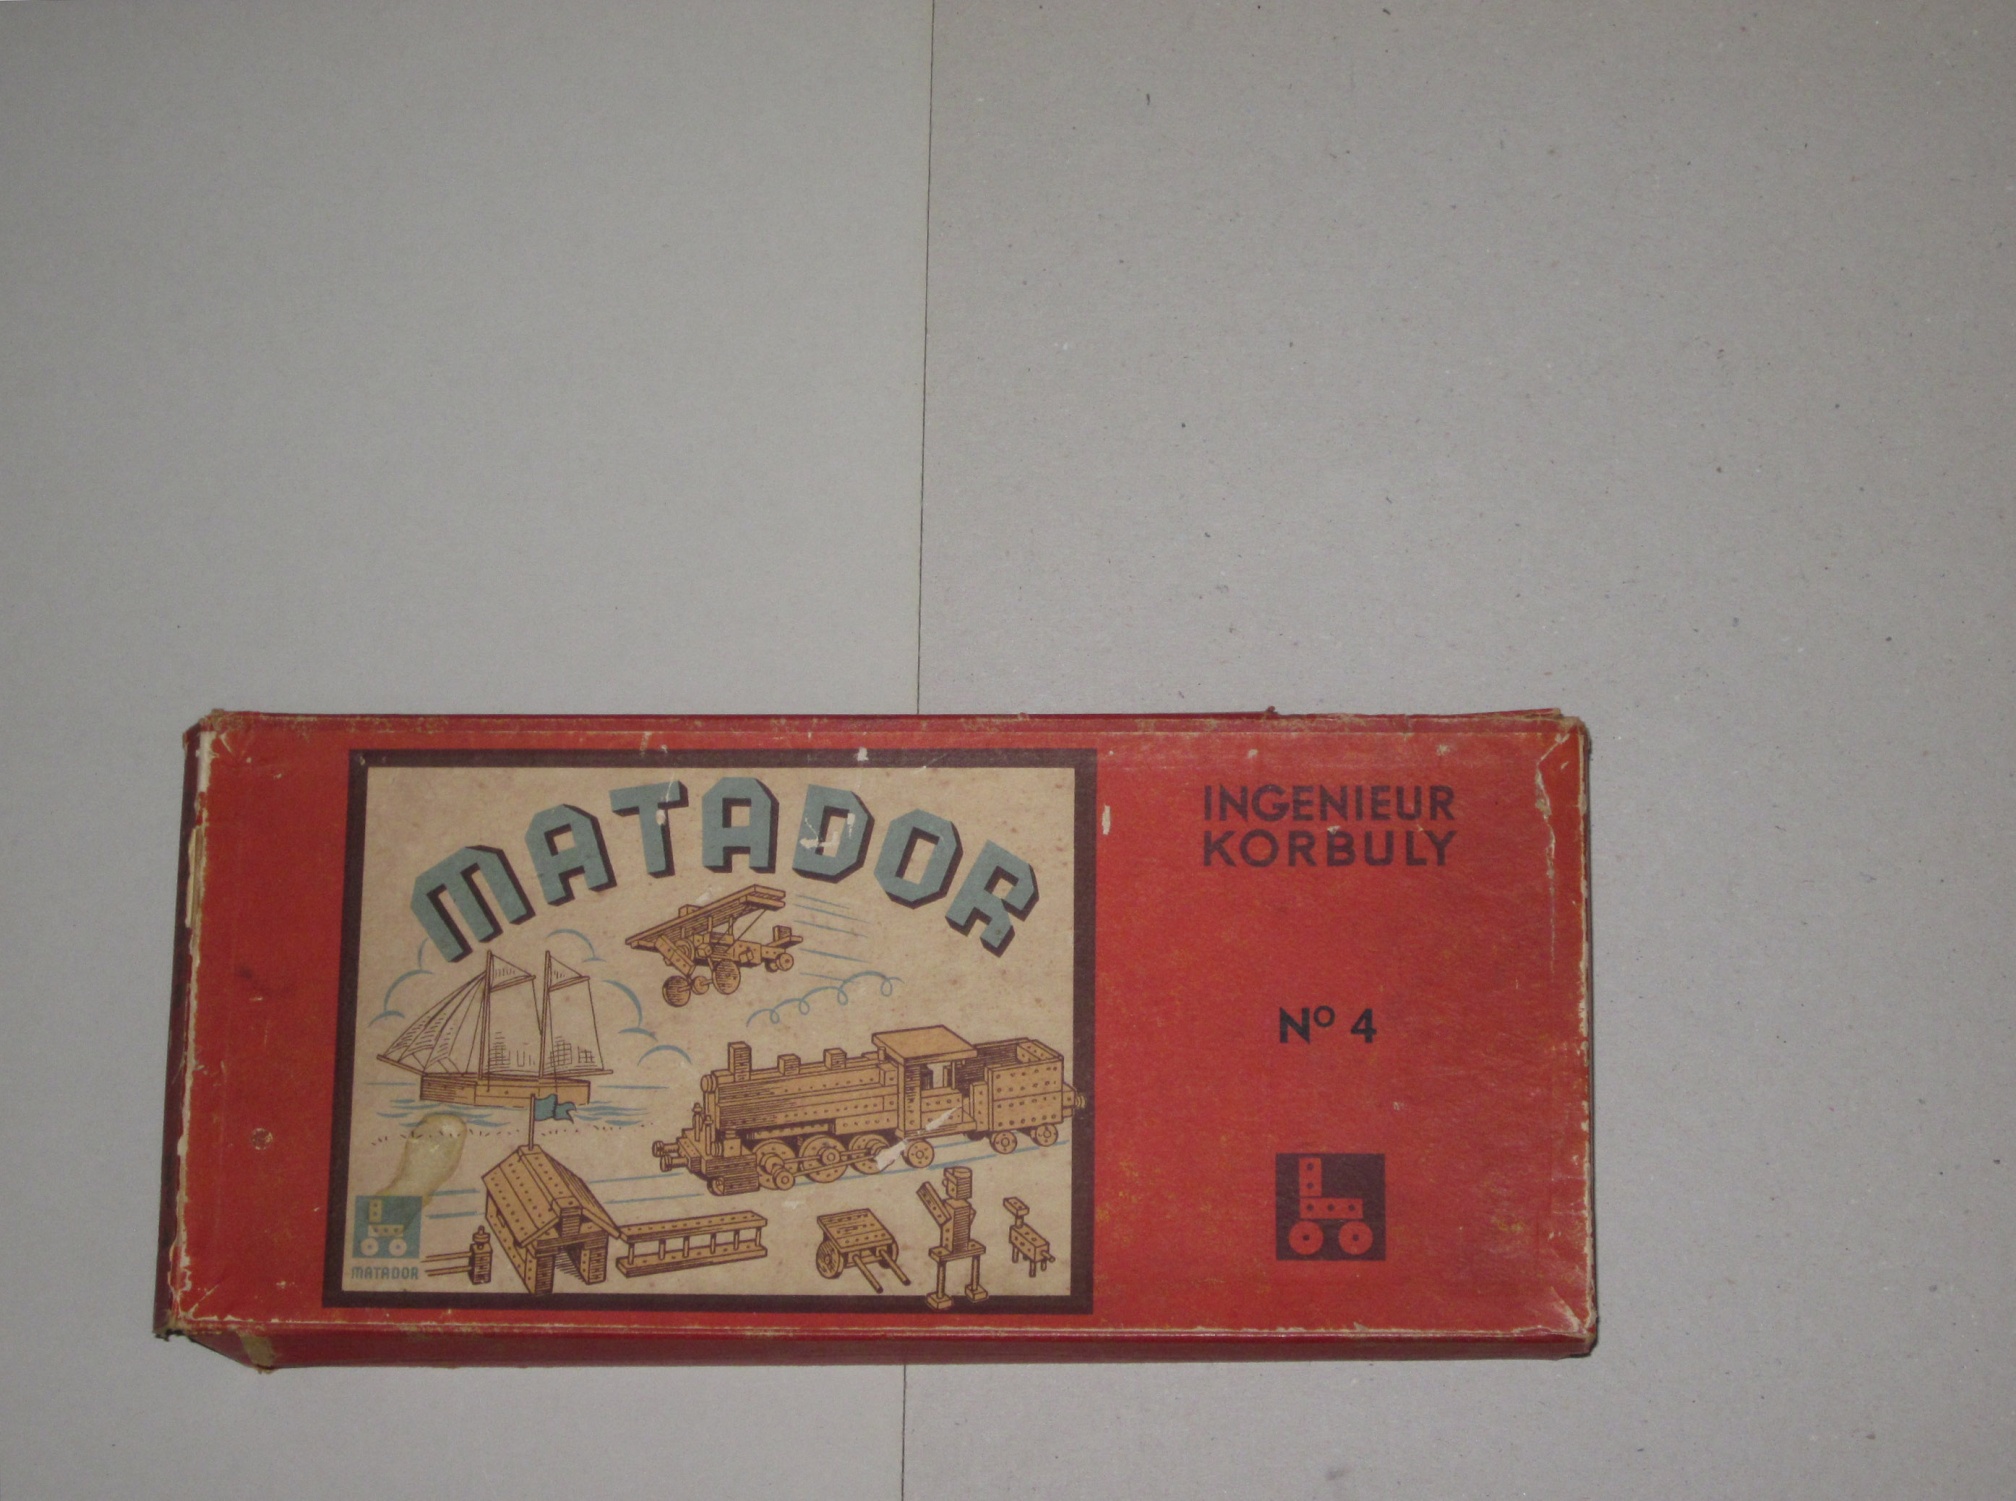 MATADOR
INGENIEUR
KORBULY
Nº 4
MATADOR